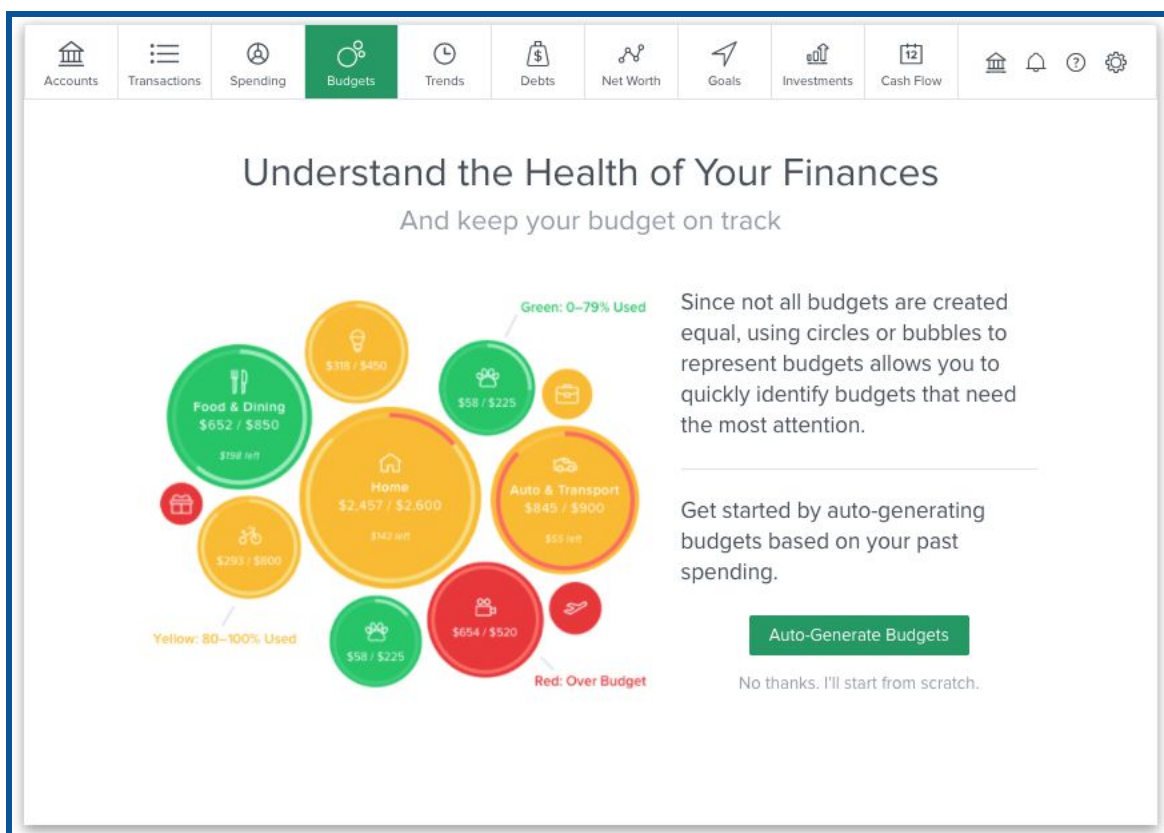 Accounts
Transactions
Spending
Budgets
Trends
Debts
Net Worth
Goals
Investments
12
Cash Flow
Understand the Health of Your Finances
And keep your budget on track
Green: 0–79% Used
$318 / $450
Food & Dining
$652 / $850
$198 left
$58 / $225
Home
$2,457 / $2,600
$143 left
Auto & Transport
$845 / $900
$55 left
$293 / $800
$654 / $520
$58 / $225
Yellow: 80–100% Used
Red: Over Budget
Since not all budgets are created
equal, using circles or bubbles to
represent budgets allows you to
quickly identify budgets that need
the most attention.
Get started by auto-generating
budgets based on your past
spending.
Auto-Generate Budgets
No thanks. I'll start from scratch.